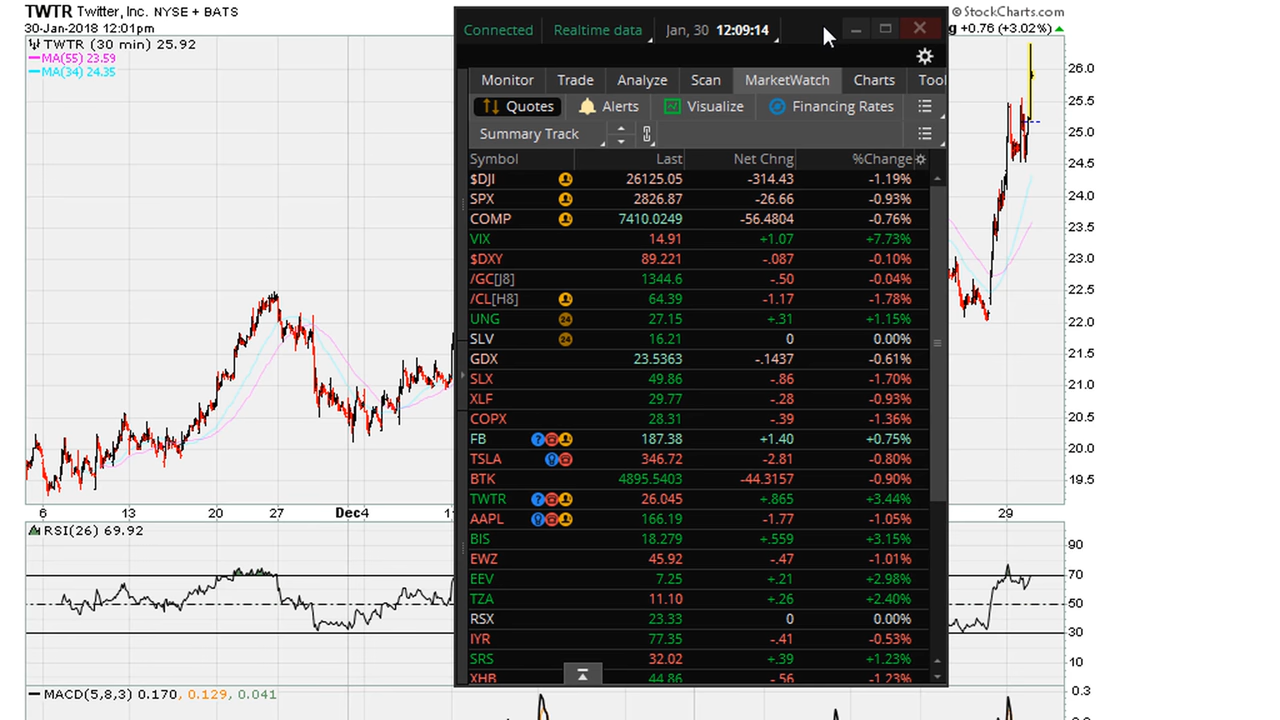 TWTR Twitter, Inc. NYSE + BATS
© StockCharts.com
30-Jan-2018 12:01pm
g +0.76 (+3.02%)
TWTR (30 min) 25.92
MA(55) 23.59
MA(34) 24.35
Connected Realtime data Jan, 30 12:09:14
Monitor Trade Analyze Scan MarketWatch Charts Tool
Quotes Alerts Visualize Financing Rates
Summary Track
Symbol Last Net Chng %Change
$DJI 26125.05 -314.43 -1.19%
SPX 2826.87 -26.66 -0.93%
COMP 7410.0249 -56.4804 -0.76%
VIX 14.91 +1.07 +7.73%
$DXY 89.221 -.087 -0.10%
/GC[J8] 1344.6 -.50 -0.04%
/CL[H8] 64.39 -1.17 -1.78%
UNG 24 27.15 +.31 +1.15%
SLV 24 16.21 0 0.00%
GDX 23.5363 -.1437 -0.61%
SLX 49.86 -.86 -1.70%
XLF 29.77 -.28 -0.93%
COPX 28.31 -.39 -1.36%
FB ? 187.38 +1.40 +0.75%
TSLA 346.72 -2.81 -0.80%
BTK 4895.5403 -44.3157 -0.90%
TWTR ? 26.045 +.865 +3.44%
AAPL 166.19 -1.77 -1.05%
BIS 18.279 +.559 +3.15%
EWZ 45.92 -.47 -1.01%
EEV 7.25 +.21 +2.98%
TZA 11.10 +.26 +2.40%
RSX 23.33 0 0.00%
IYR 77.35 -.41 -0.53%
SRS 32.02 +.39 +1.23%
XHB 44.86 -.56 -1.23%
26.0
25.5
25.0
24.5
24.0
23.5
23.0
22.5
22.0
21.5
21.0
20.5
20.0
19.5
6 13 20 27 Dec4 29
RSI(26) 69.92
90
70
50
30
10
MACD(5,8,3) 0.170, 0.129, 0.041
0.3